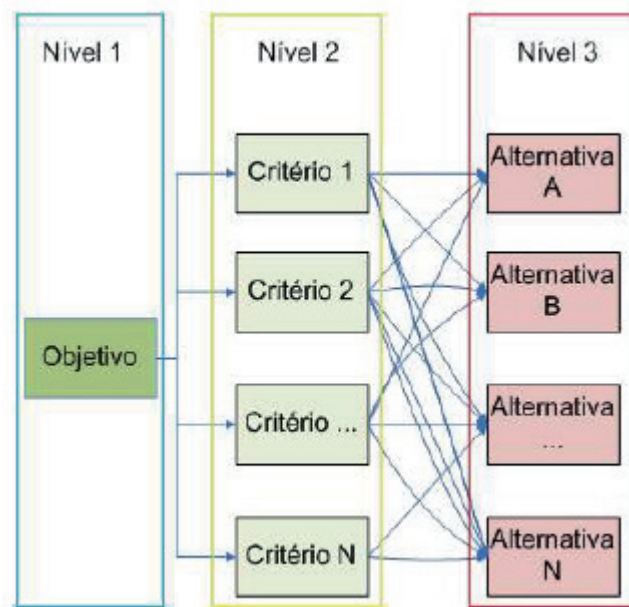 Nível 1
Nível 2
Nível 3
Objetivo
Critério 1
Critério 2
Critério ...
Critério N
Alternativa
A
Alternativa
B
Alternativa
...
Alternativa
N